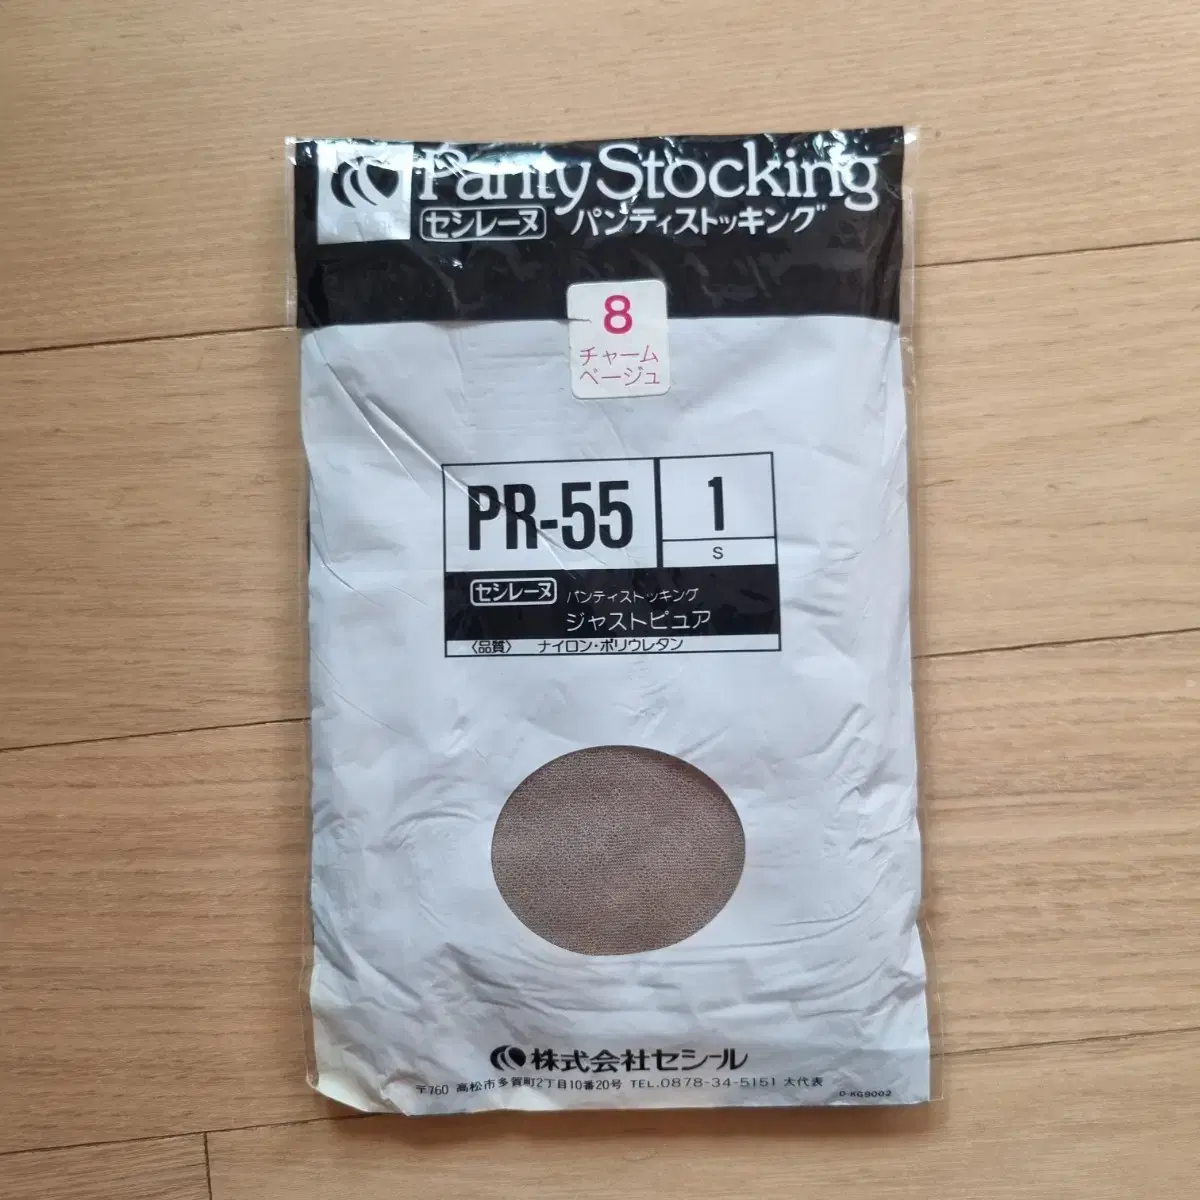 Panty Stocking
セシレーヌ パンティストッキング
8
チャーム
ベージュ
PR-55
1
S
セシレーヌ パンティストッキング
ジャストピュア
〈品質〉 ナイロン・ポリウレタン
株式会社セシール
〒760 高松市多賀町2丁目10番20号 TEL.0878-34-5151 大代表
D-KG9002